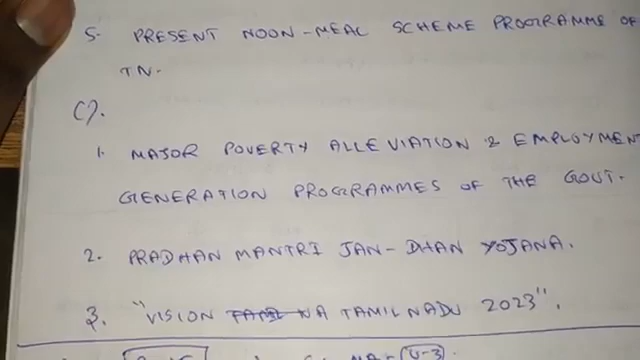 5. PRESENT NOON-MEAL SCHEME PROGRAMME OF
TN.
C).
1. MAJOR POVERTY ALLEVIATION & EMPLOYMENT
GENERATION PROGRAMMES OF THE GOVT.
2. PRADHAN MANTRI JAN-DHAN YOJANA.
3. "VISION TAMILNADU 2023".